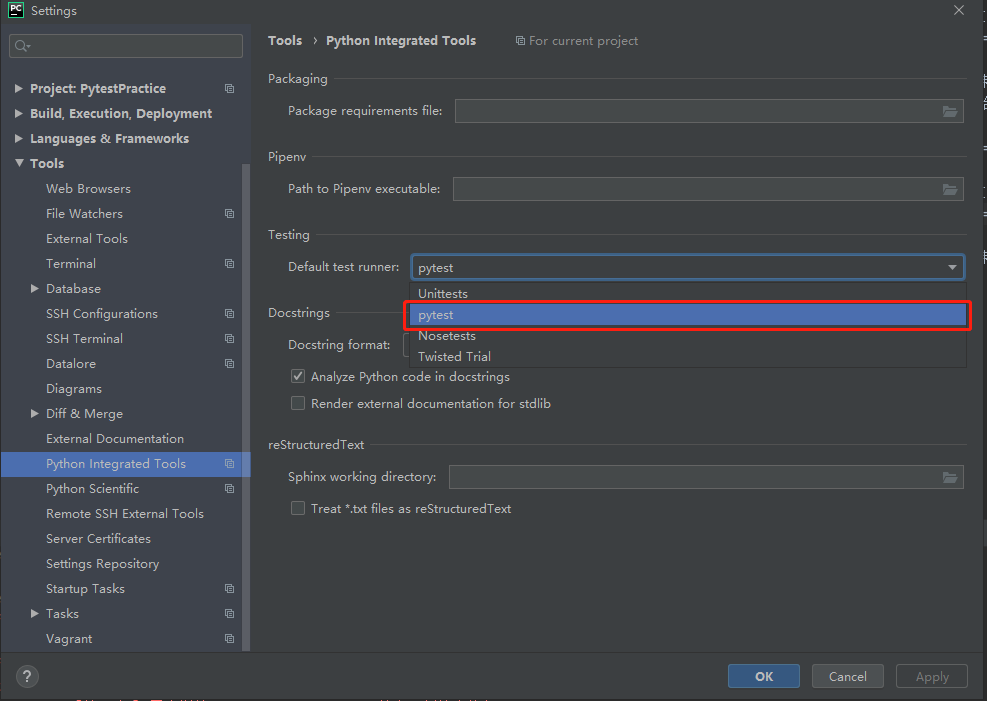 PC Settings
Tools › Python Integrated Tools For current project
Project: PytestPractice
Build, Execution, Deployment
Languages & Frameworks
Tools
Web Browsers
File Watchers
External Tools
Terminal
Database
SSH Configurations
SSH Terminal
Datalore
Diagrams
Diff & Merge
External Documentation
Python Integrated Tools
Python Scientific
Remote SSH External Tools
Server Certificates
Settings Repository
Startup Tasks
Tasks
Vagrant
Packaging
Package requirements file:
Pipenv
Path to Pipenv executable:
Testing
Default test runner: pytest
Unittests
pytest
Nosetests
Twisted Trial
Docstrings
Docstring format:
Analyze Python code in docstrings
Render external documentation for stdlib
reStructuredText
Sphinx working directory:
Treat *.txt files as reStructuredText
?
OK Cancel Apply